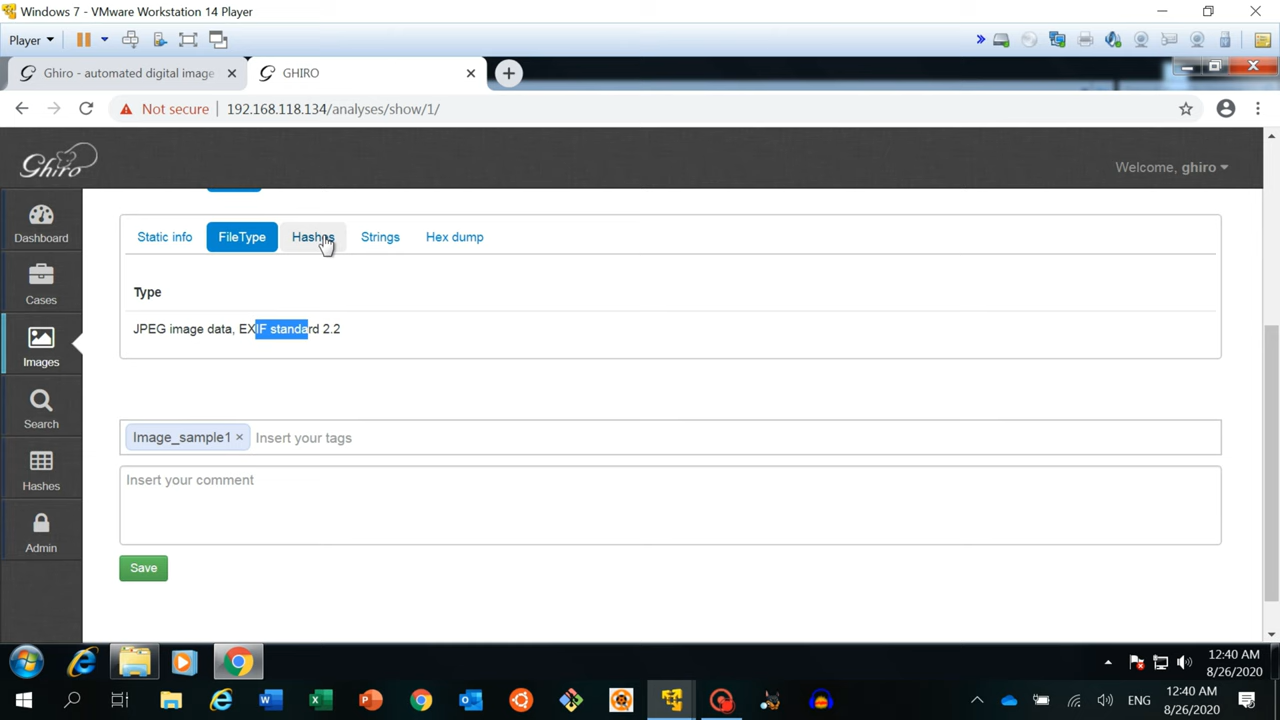 Windows 7 - VMware Workstation 14 Player
Player
Ghiro - automated digital image
GHIRO
Not secure
192.168.118.134/analyses/show/1/
Ghiro
Welcome, ghiro
Dashboard
Cases
Images
Search
Hashes
Admin
Static info
FileType
Hashes
Strings
Hex dump
Type
JPEG image data, EXIF standard 2.2
Image_sample1 ×
Insert your tags
Insert your comment
Save
12:40 AM
8/26/2020
ENG
12:40 AM
8/26/2020